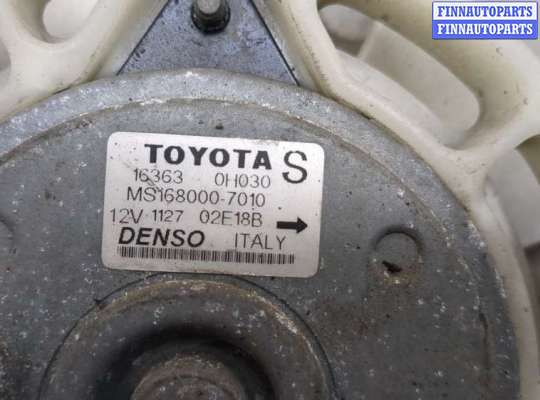 FINNAUTOPARTS
FINNAUTOPARTS
TOYOTA S
16363 0H030
MS168000-7010
12V 1127 02E18B
DENSO ITALY